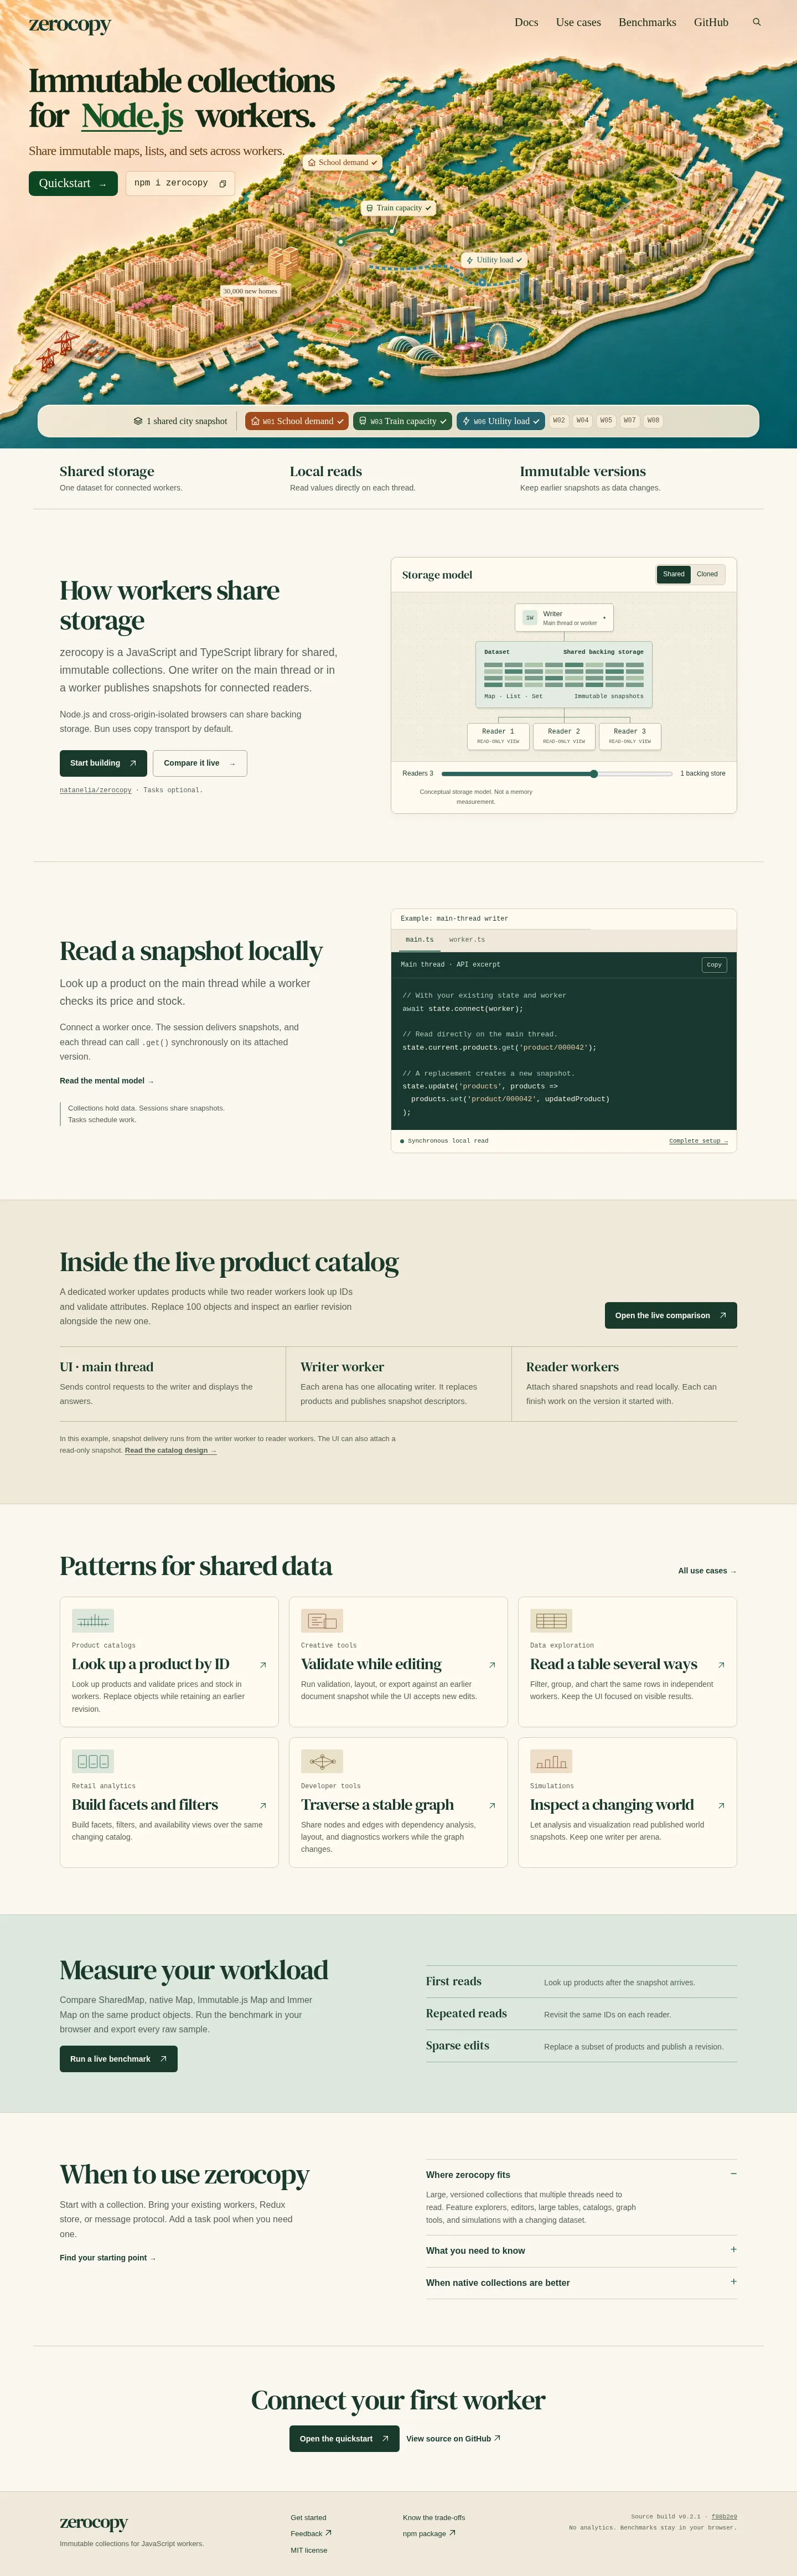 zerocopy
Docs Use cases Benchmarks GitHub
Immutable collections
for Node.js workers.
Share immutable maps, lists, and sets across workers.
Quickstart →
npm i zerocopy
School demand
Train capacity
Utility load
30,000 new homes
1 shared city snapshot
W01 School demand
W03 Train capacity
W06 Utility load
W02 W04 W05 W07 W08
Shared storage
One dataset for connected workers.
Local reads
Read values directly on each thread.
Immutable versions
Keep earlier snapshots as data changes.
How workers share
storage
zerocopy is a JavaScript and TypeScript library for shared,
immutable collections. One writer on the main thread or in
a worker publishes snapshots for connected readers.
Node.js and cross-origin-isolated browsers can share backing
storage. Bun uses copy transport by default.
Start building
Compare it live →
natanelia/zerocopy · Tasks optional.
Storage model
Shared Cloned
1W
Writer
Main thread or worker
Dataset Shared backing storage
Map · List · Set Immutable snapshots
Reader 1
READ-ONLY VIEW
Reader 2
READ-ONLY VIEW
Reader 3
READ-ONLY VIEW
Readers 3
1 backing store
Conceptual storage model. Not a memory
measurement.
Read a snapshot locally
Look up a product on the main thread while a worker
checks its price and stock.
Connect a worker once. The session delivers snapshots, and
each thread can call .get() synchronously on its attached
version.
Read the mental model →
Collections hold data. Sessions share snapshots.
Tasks schedule work.
Example: main-thread writer
main.ts worker.ts
Main thread · API excerpt
Copy
// With your existing state and worker
await state.connect(worker);
// Read directly on the main thread.
state.current.products.get('product/000042');
// A replacement creates a new snapshot.
state.update('products', products =>
products.set('product/000042', updatedProduct)
);
Synchronous local read
Complete setup →
Inside the live product catalog
A dedicated worker updates products while two reader workers look up IDs
and validate attributes. Replace 100 objects and inspect an earlier revision
alongside the new one.
Open the live comparison
UI · main thread
Sends control requests to the writer and displays the
answers.
Writer worker
Each arena has one allocating writer. It replaces
products and publishes snapshot descriptors.
Reader workers
Attach shared snapshots and read locally. Each can
finish work on the version it started with.
In this example, snapshot delivery runs from the writer worker to reader workers. The UI can also attach a
read-only snapshot. Read the catalog design →
Patterns for shared data
All use cases →
Product catalogs
Look up a product by ID
Look up products and validate prices and stock in
workers. Replace objects while retaining an earlier
revision.
Creative tools
Validate while editing
Run validation, layout, or export against an earlier
document snapshot while the UI accepts new edits.
Data exploration
Read a table several ways
Filter, group, and chart the same rows in independent
workers. Keep the UI focused on visible results.
Retail analytics
Build facets and filters
Build facets, filters, and availability views over the same
changing catalog.
Developer tools
Traverse a stable graph
Share nodes and edges with dependency analysis,
layout, and diagnostics workers while the graph
changes.
Simulations
Inspect a changing world
Let analysis and visualization read published world
snapshots. Keep one writer per arena.
Measure your workload
Compare SharedMap, native Map, Immutable.js Map and Immer
Map on the same product objects. Run the benchmark in your
browser and export every raw sample.
Run a live benchmark
First reads Look up products after the snapshot arrives.
Repeated reads Revisit the same IDs on each reader.
Sparse edits Replace a subset of products and publish a revision.
When to use zerocopy
Start with a collection. Bring your existing workers, Redux
store, or message protocol. Add a task pool when you need
one.
Find your starting point →
Where zerocopy fits −
Large, versioned collections that multiple threads need to
read. Feature explorers, editors, large tables, catalogs, graph
tools, and simulations with a changing dataset.
What you need to know +
When native collections are better +
Connect your first worker
Open the quickstart
View source on GitHub
zerocopy
Immutable collections for JavaScript workers.
Get started
Feedback
MIT license
Know the trade-offs
npm package
Source build v0.2.1 · f98b2e9
No analytics. Benchmarks stay in your browser.